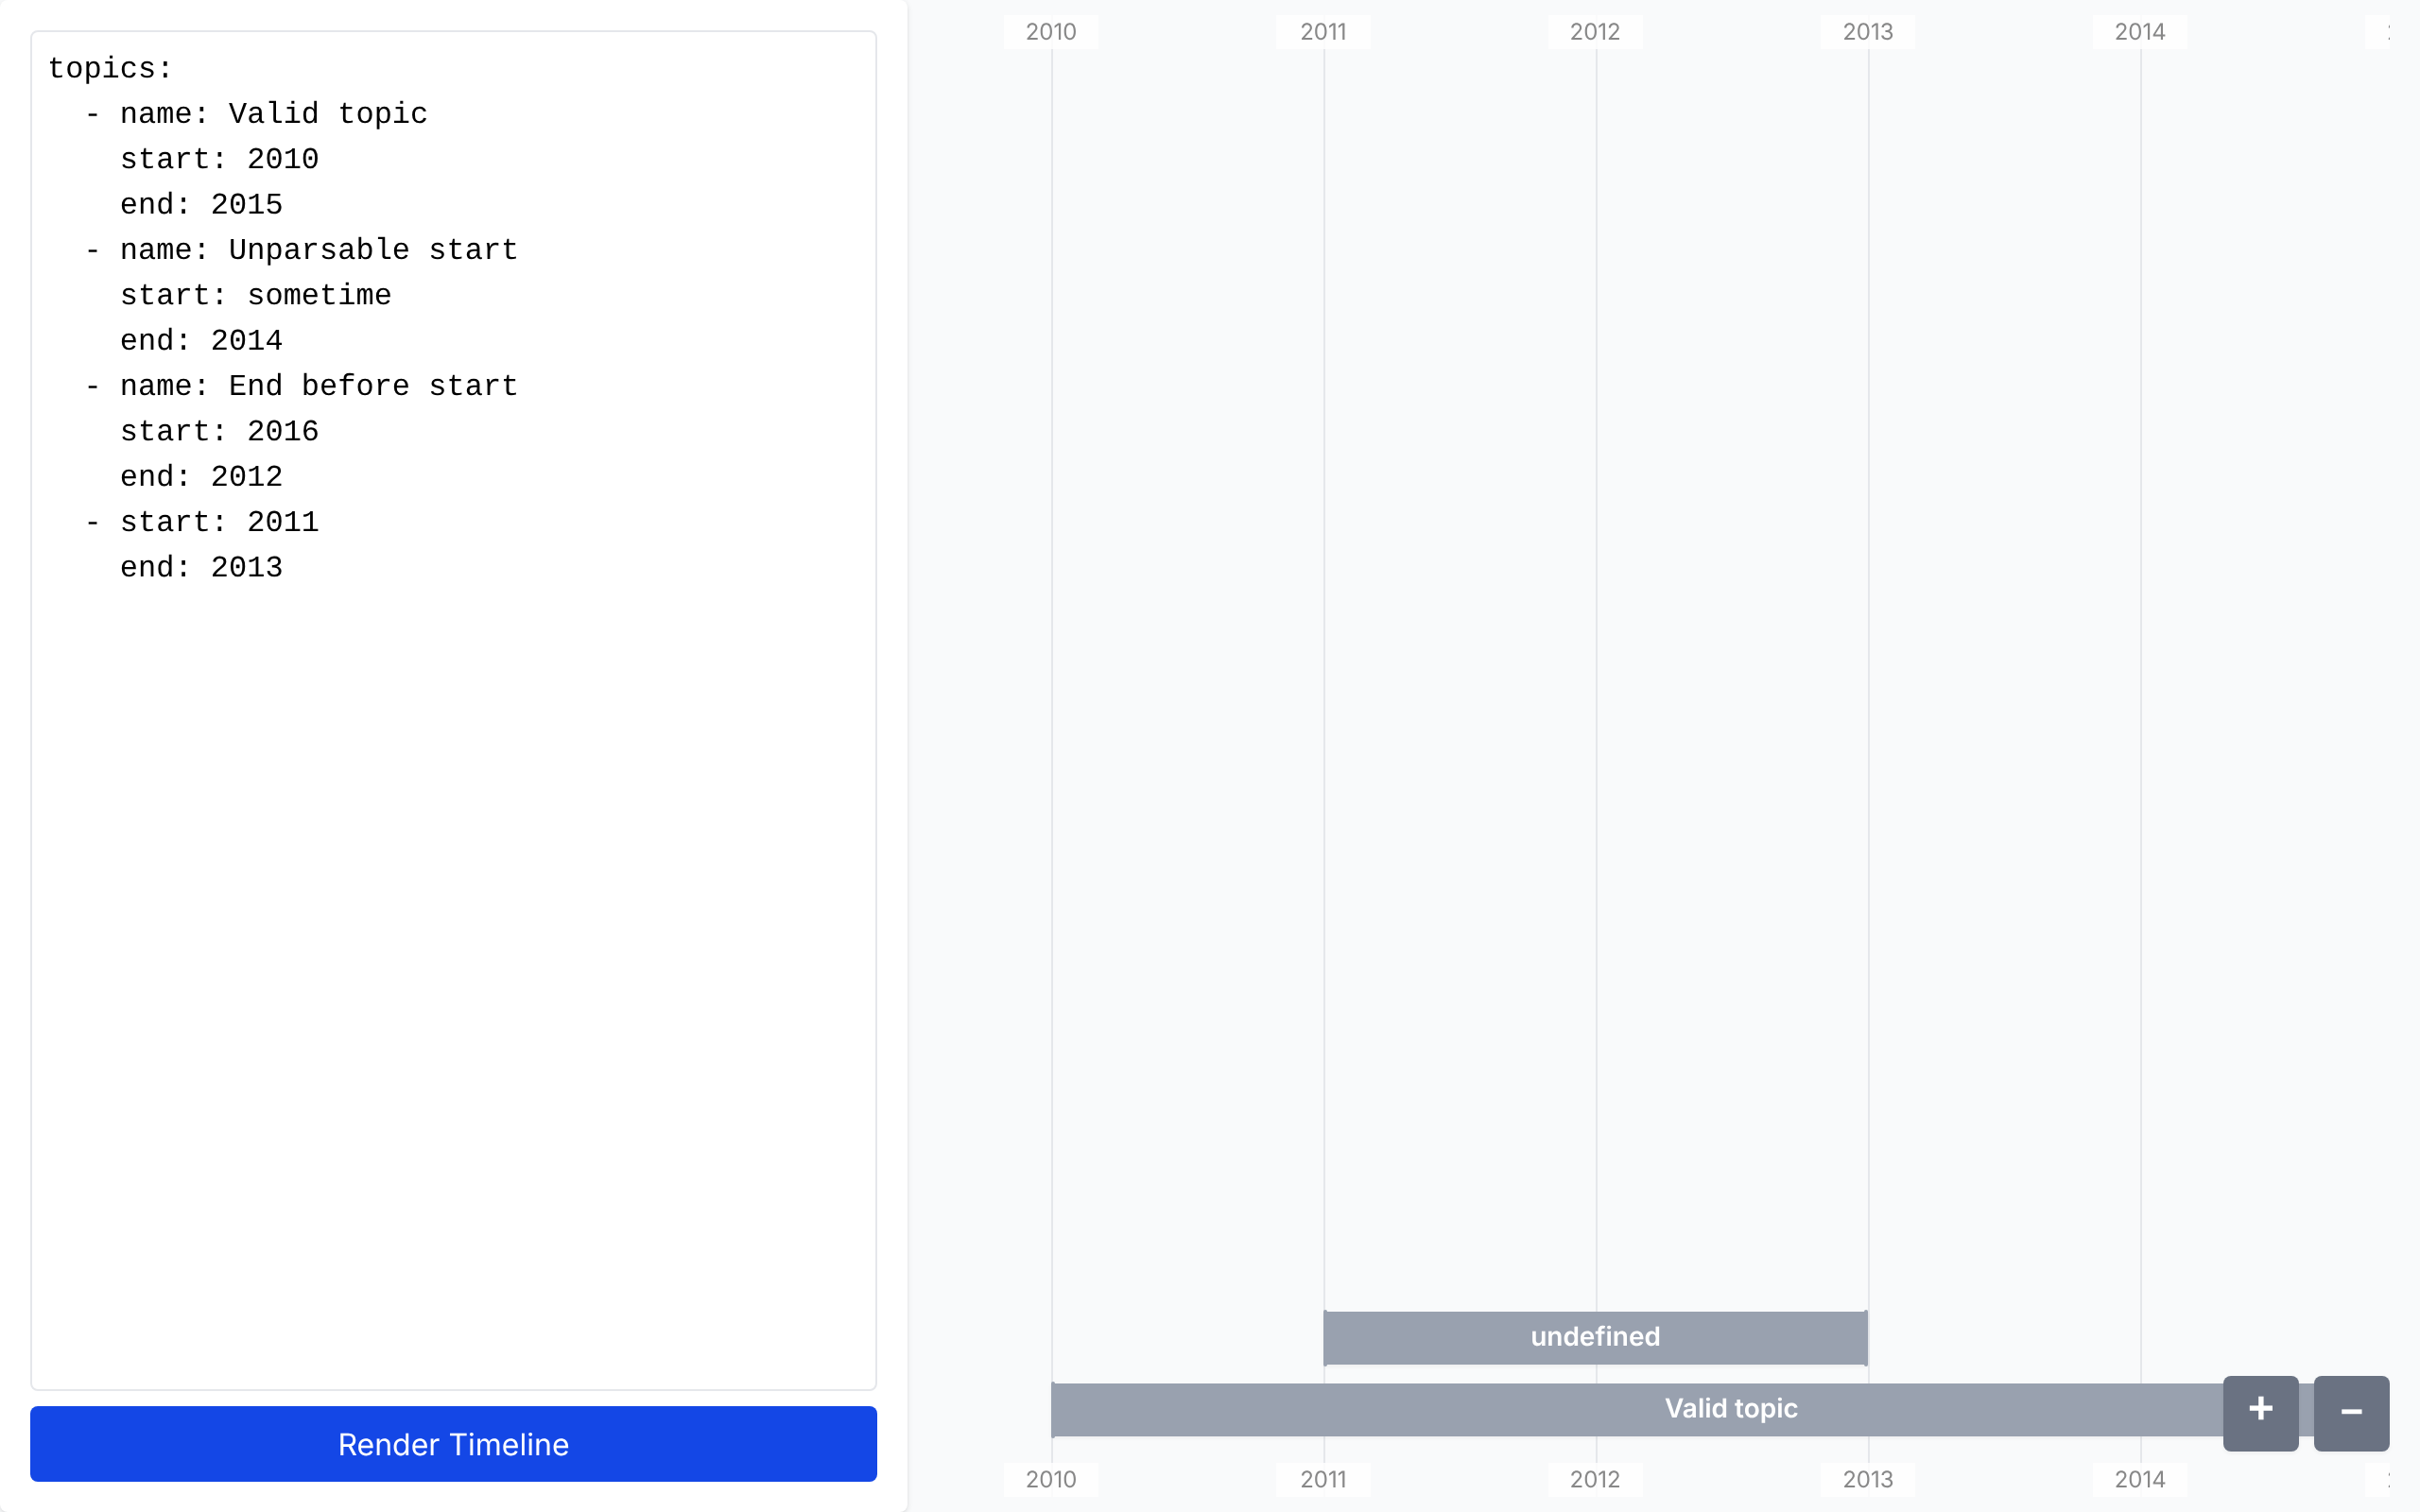 topics:
  - name: Valid topic
    start: 2010
    end: 2015
  - name: Unparsable start
    start: sometime
    end: 2014
  - name: End before start
    start: 2016
    end: 2012
  - start: 2011
    end: 2013
Render Timeline
2010 2011 2012 2013 2014
undefined
Valid topic
+ −
2010 2011 2012 2013 2014